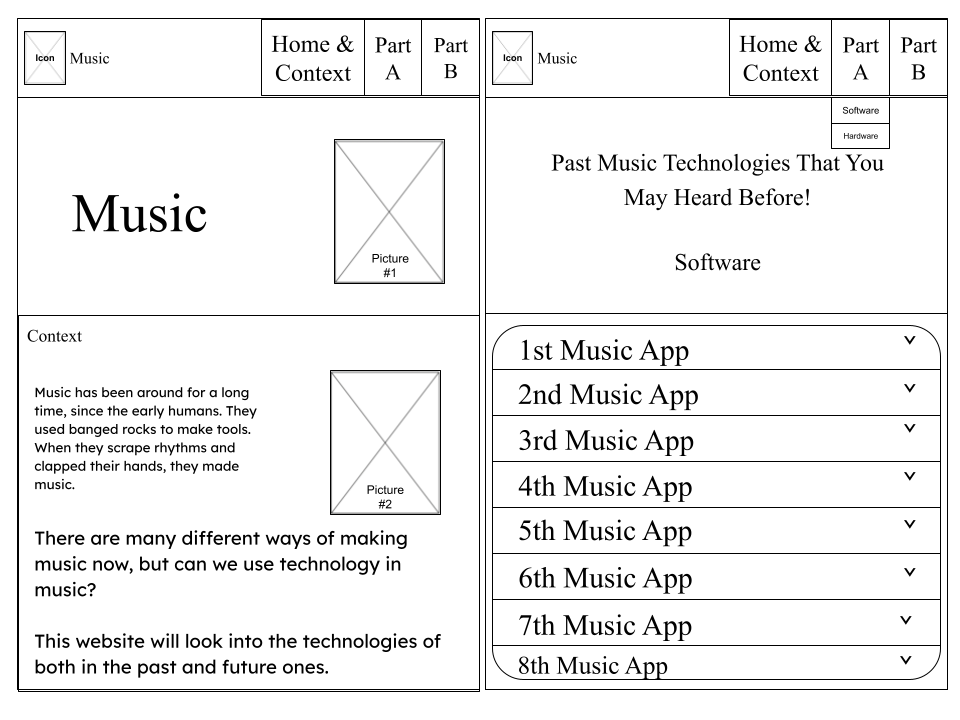 Icon
Music
Home &
Context
Part
A
Part
B
Music
Picture
#1
Context
Music has been around for a long
time, since the early humans. They
used banged rocks to make tools.
When they scrape rhythms and
clapped their hands, they made
music.
Picture
#2
There are many different ways of making
music now, but can we use technology in
music?
This website will look into the technologies of
both in the past and future ones.
Icon
Music
Home &
Context
Part
A
Part
B
Software
Hardware
Past Music Technologies That You
May Heard Before!
Software
1st Music App
2nd Music App
3rd Music App
4th Music App
5th Music App
6th Music App
7th Music App
8th Music App